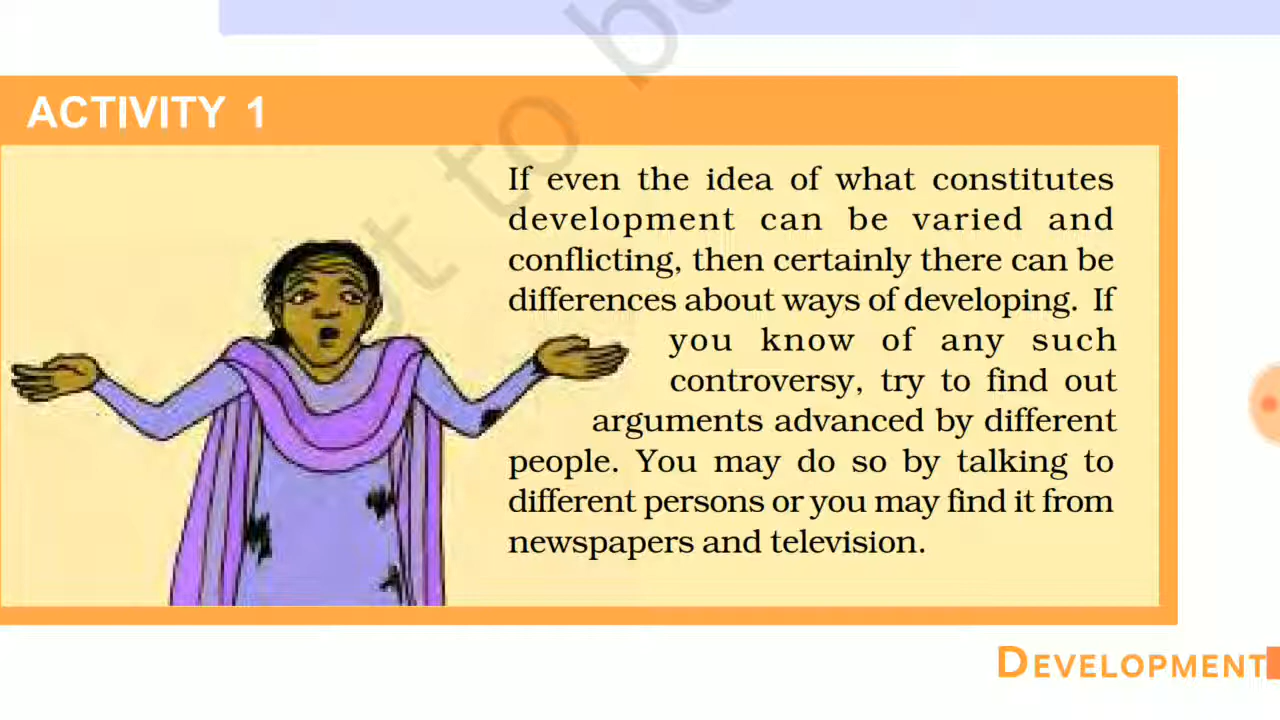 ACTIVITY 1
If even the idea of what constitutes
development can be varied and
conflicting, then certainly there can be
differences about ways of developing. If
you know of any such
controversy, try to find out
arguments advanced by different
people. You may do so by talking to
different persons or you may find it from
newspapers and television.
DEVELOPMENT